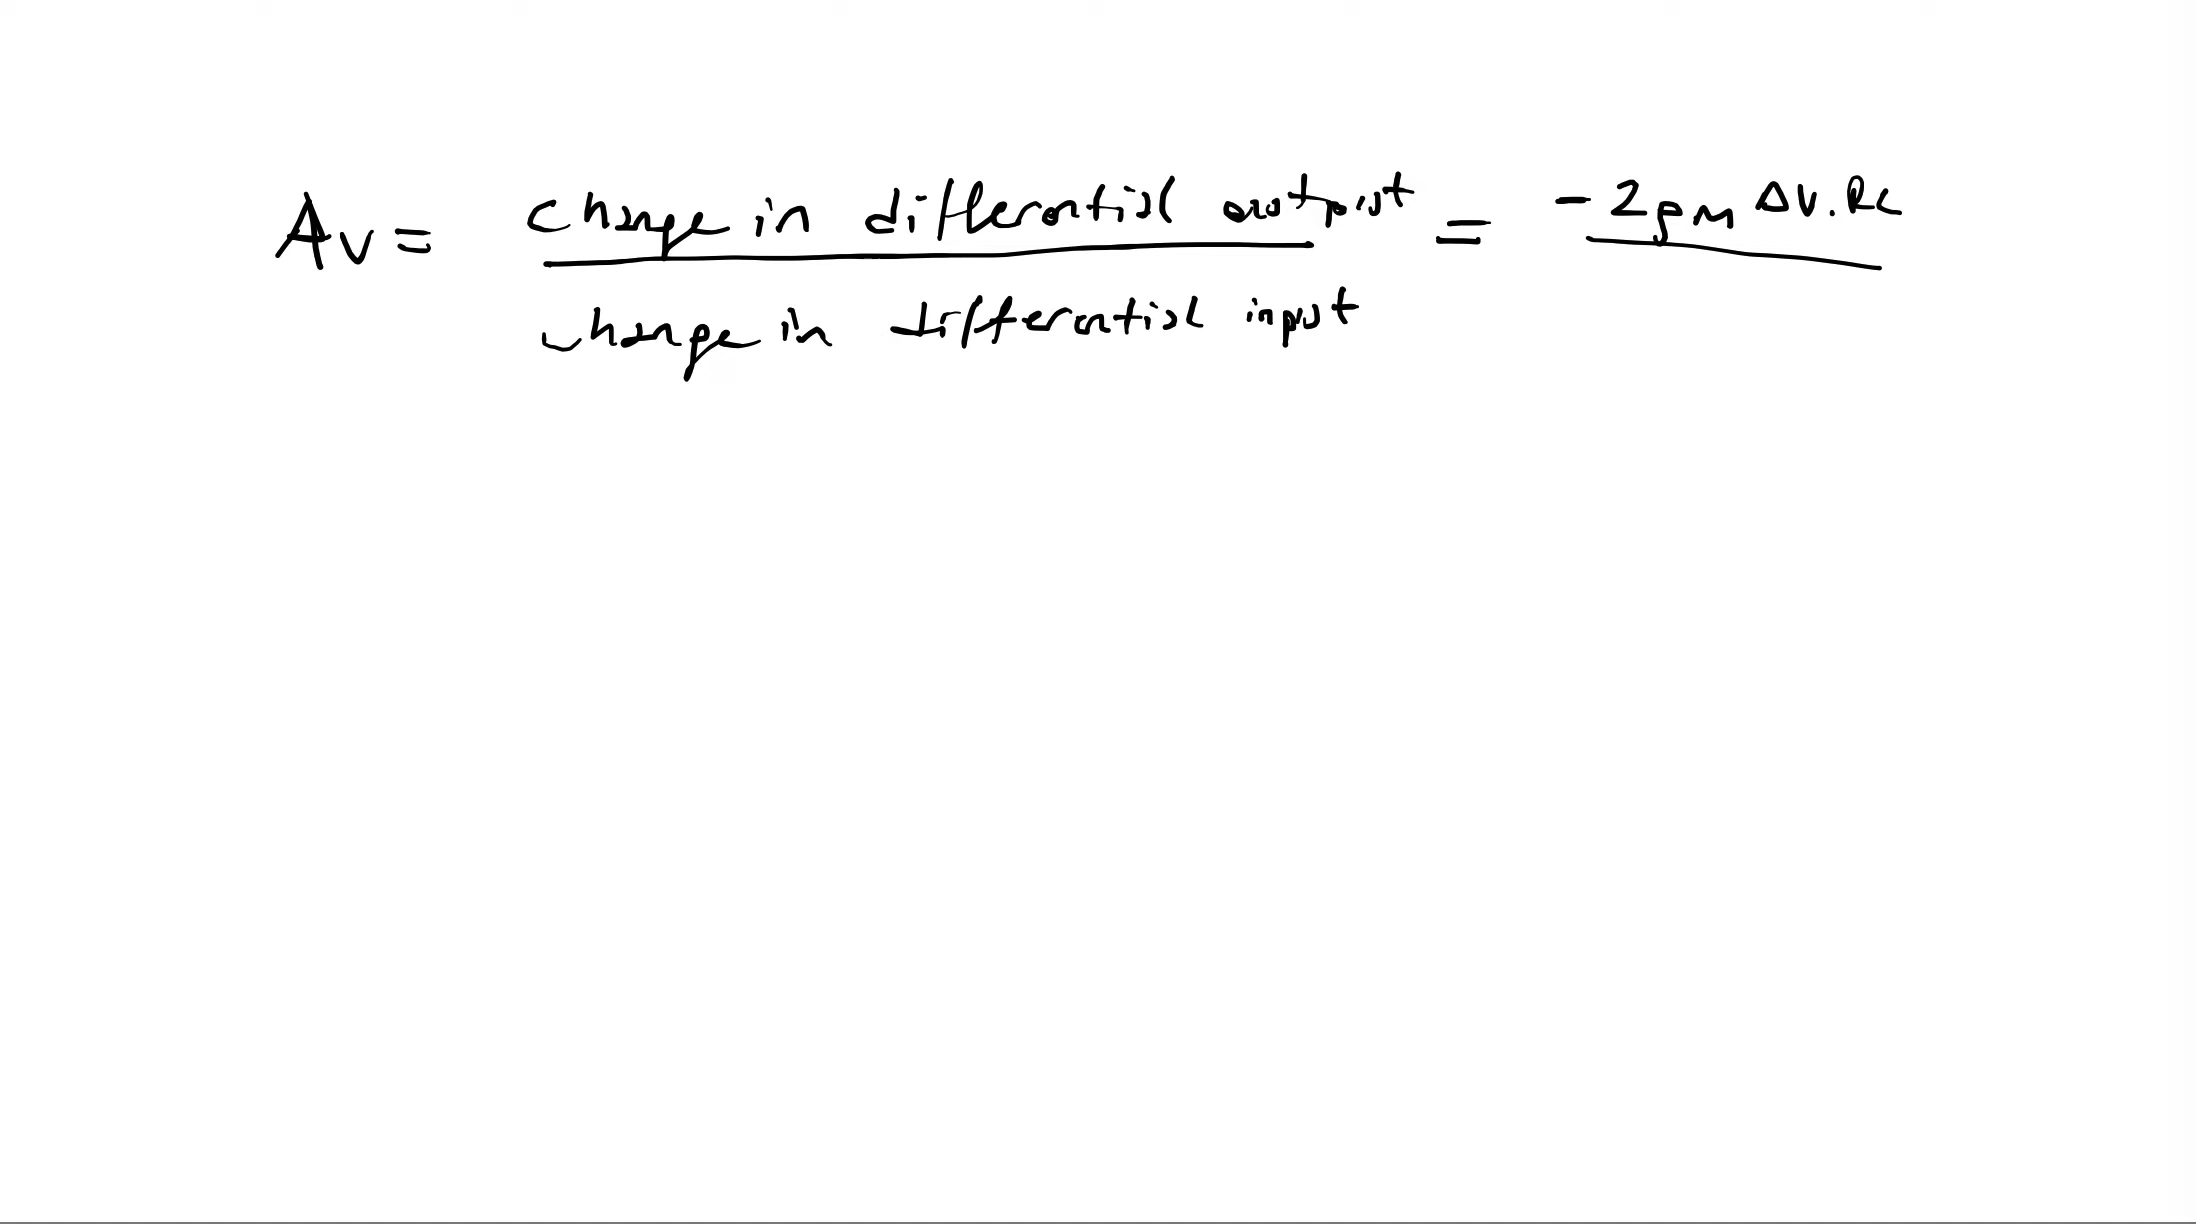 Av = change in differential output = -2gm ΔV.Rc
change in differential input